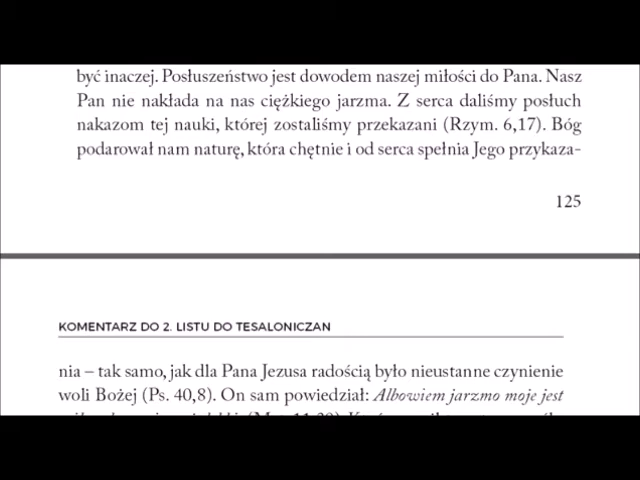 być inaczej. Posłuszeństwo jest dowodem naszej miłości do Pana. Nasz
Pan nie nakłada na nas ciężkiego jarzma. Z serca daliśmy posłuch
nakazom tej nauki, której zostaliśmy przekazani (Rzym. 6,17). Bóg
podarował nam naturę, która chętnie i od serca spełnia Jego przykaza-
125
KOMENTARZ DO 2. LISTU DO TESALONICZAN
nia – tak samo, jak dla Pana Jezusa radością było nieustanne czynienie
woli Bożej (Ps. 40,8). On sam powiedział: Albowiem jarzmo moje jest